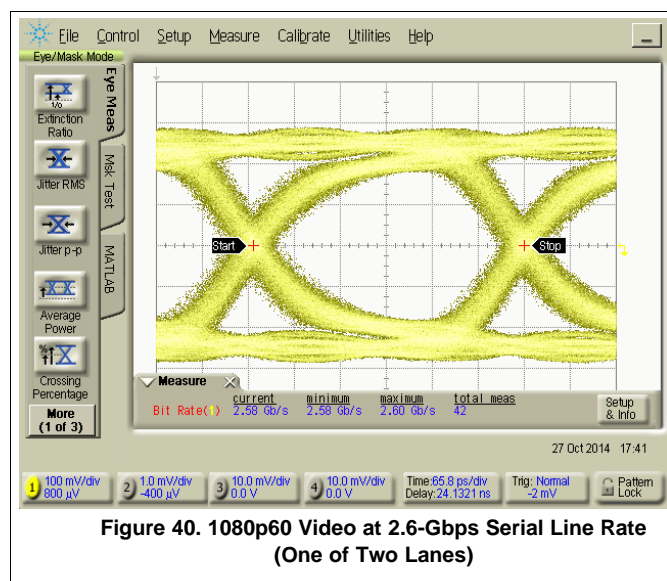 File Control Setup Measure Calibrate Utilities Help
Eye/Mask Mode
Extinction
Ratio
Jitter RMS
Jitter p-p
Average
Power
Crossing
Percentage
More
(1 of 3)
Eye Meas
Msk Test
MATLAB
Start
Stop
Measure
current minimum maximum total meas
Bit Rate(1) 2.58 Gb/s 2.58 Gb/s 2.60 Gb/s 42
Setup
& Info
27 Oct 2014 17:41
1 100 mV/div
800 µV
2 1.0 mV/div
-400 µV
3 10.0 mV/div
0.0 V
4 10.0 mV/div
0.0 V
Time:65.8 ps/div
Delay:24.1321 ns
Trig: Normal
-2 mV
Pattern
Lock
Figure 40. 1080p60 Video at 2.6-Gbps Serial Line Rate
(One of Two Lanes)